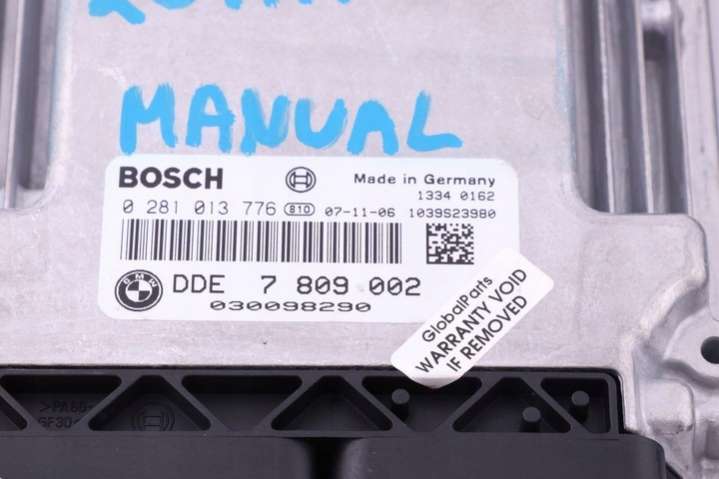 MANUAL
BOSCH
Made in Germany
1334 0162
0 281 013 776 810 07-11-06 1039S23980
BMW
DDE 7 809 002
030098290
GlobalParts
WARRANTY VOID
IF REMOVED